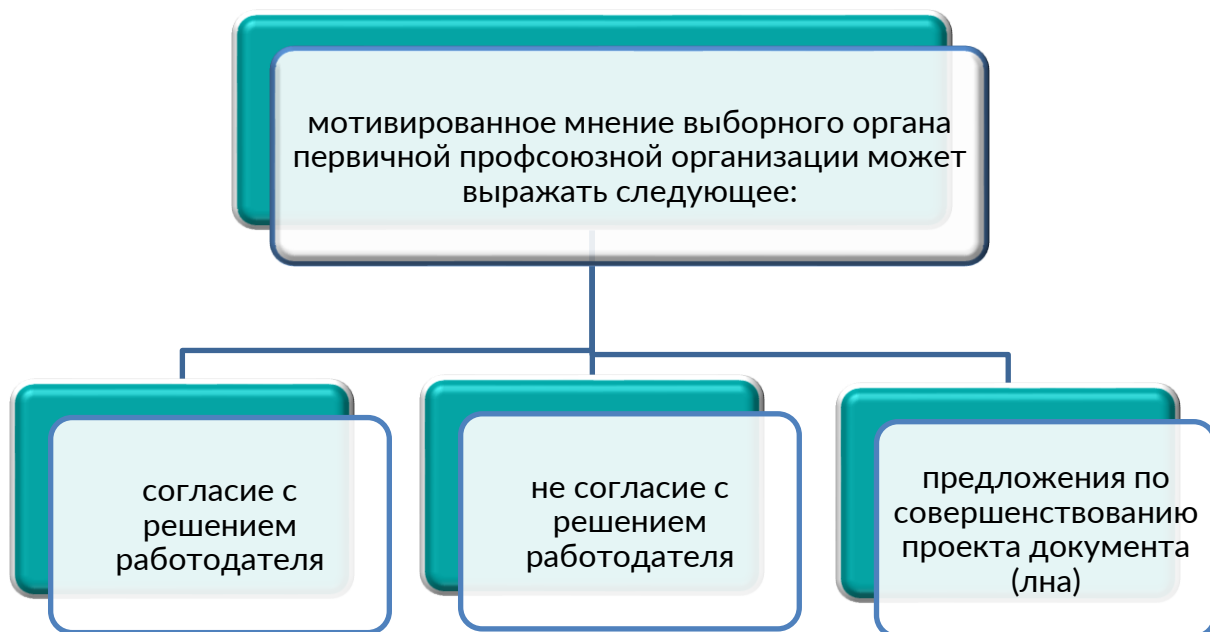 мотивированное мнение выборного органа
первичной профсоюзной организации может
выражать следующее:
согласие с
решением
работодателя
не согласие с
решением
работодателя
предложения по
совершенствованию
проекта документа
(лна)